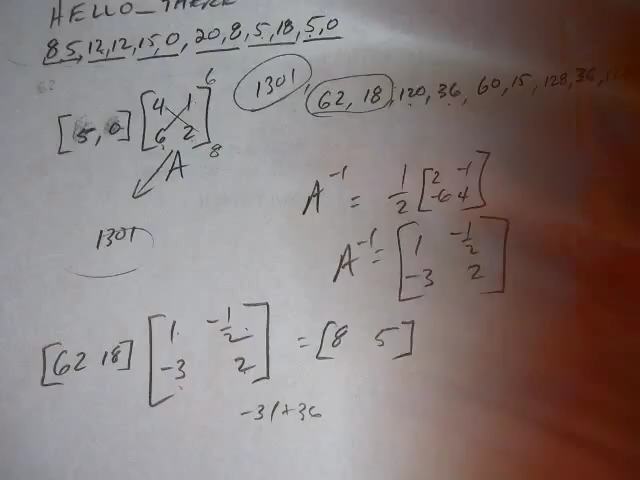 HELLO_THERE
8,5,12,12,15,0,20,8,5,18,5,0
1301, 62, 18, 120, 36, 60, 15, 128, 36,
[5, 0] [4 1
6 2] 6 8
A
1301
A⁻¹ = 1/2 [2 -1
-6 4]
A⁻¹ = [1 -1/2
-3 2]
[62 18] [1 -1/2
-3 2] = [8 5]
-31+36